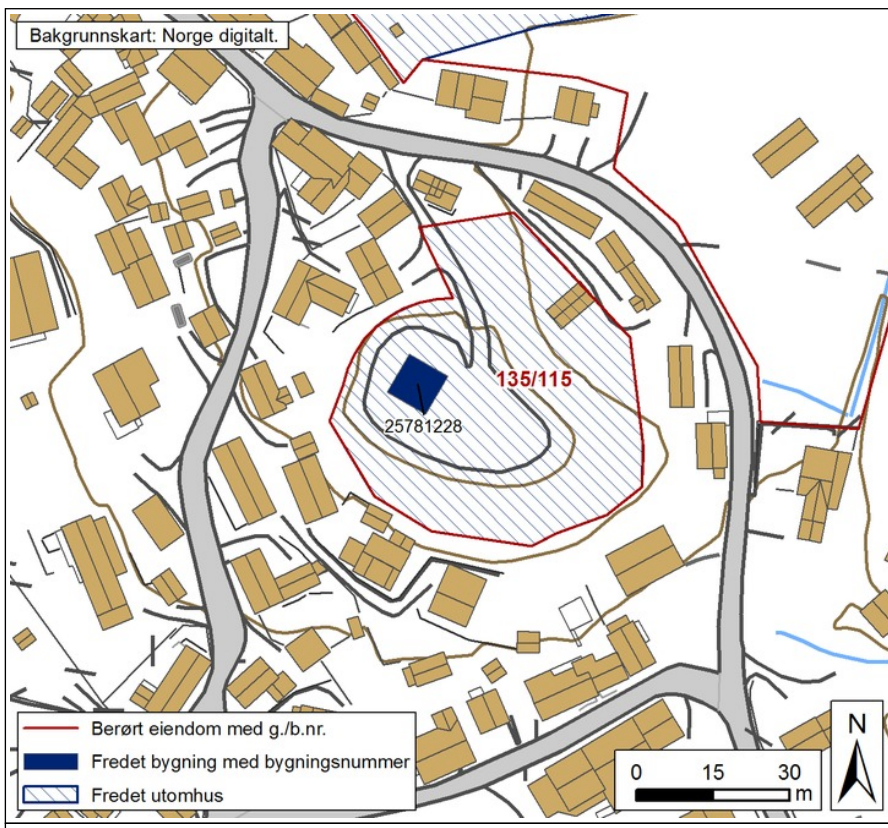 Bakgrunnskart: Norge digitalt.
135/115
25781228
Berørt eiendom med g./b.nr.
Fredet bygning med bygningsnummer
Fredet utomhus
0 15 30
m
N